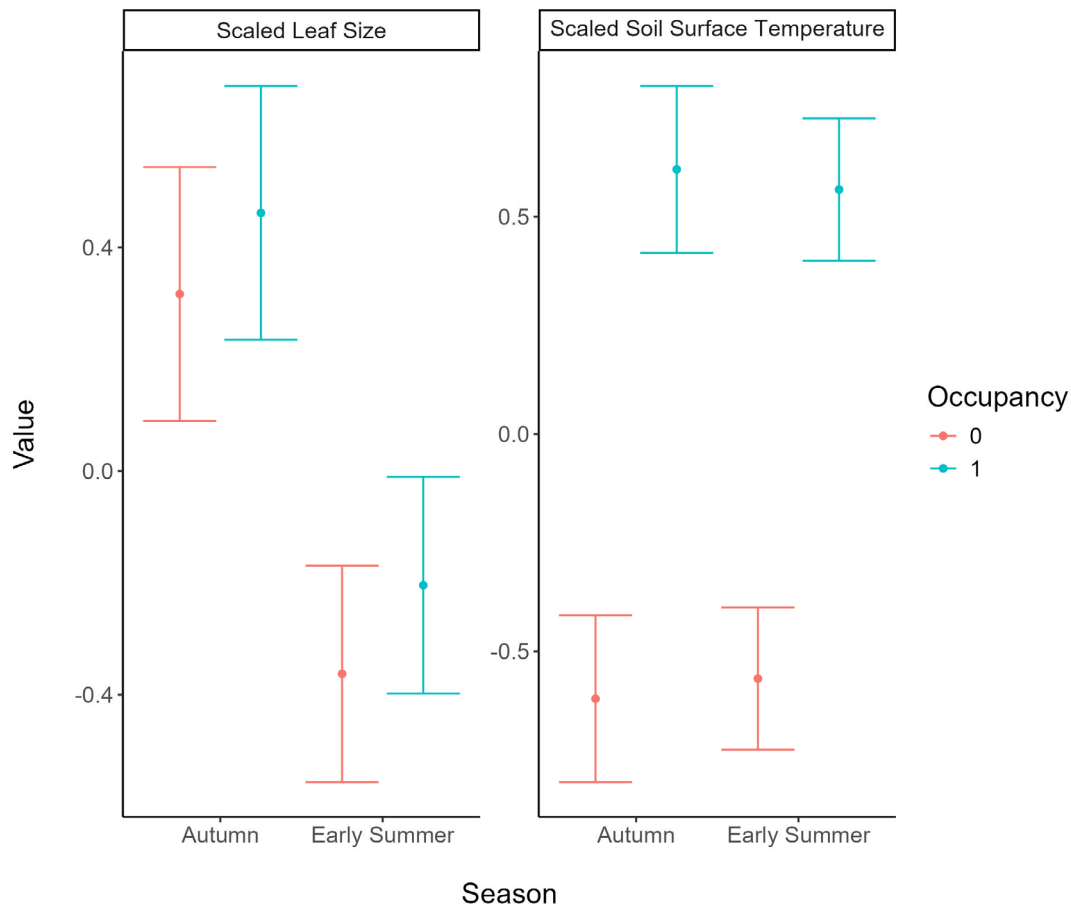 Scaled Leaf Size
Scaled Soil Surface Temperature
Value
0.4
0.0
-0.4
0.5
0.0
-0.5
Autumn
Early Summer
Autumn
Early Summer
Season
Occupancy
0
1